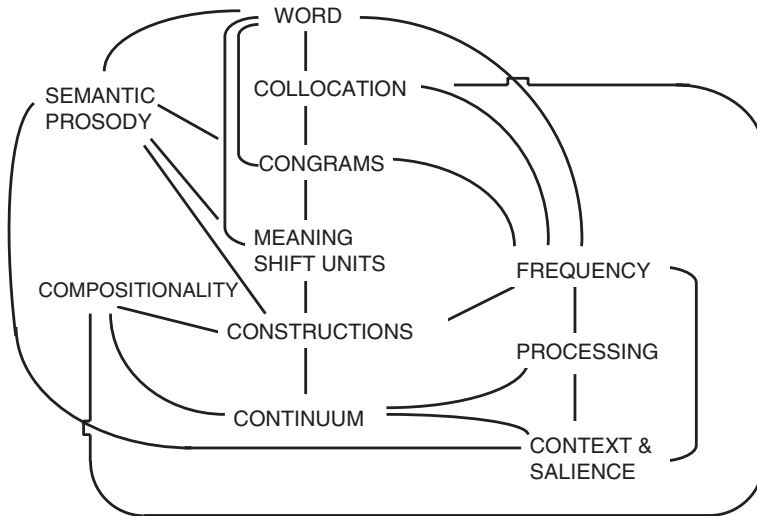 WORD
SEMANTIC
PROSODY
COLLOCATION
CONGRAMS
MEANING
SHIFT UNITS
FREQUENCY
COMPOSITIONALITY
CONSTRUCTIONS
PROCESSING
CONTINUUM
CONTEXT &
SALIENCE